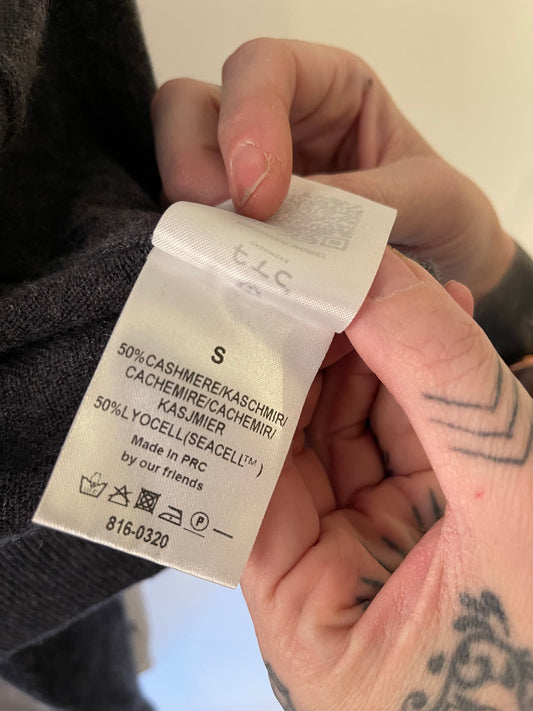 S
50%CASHMERE/KASCHMIR/
CACHEMIRE/CACHEMIR/
KASJMIER
50%LYOCELL(SEACELL™)
Made In PRC
by our friends
816-0320